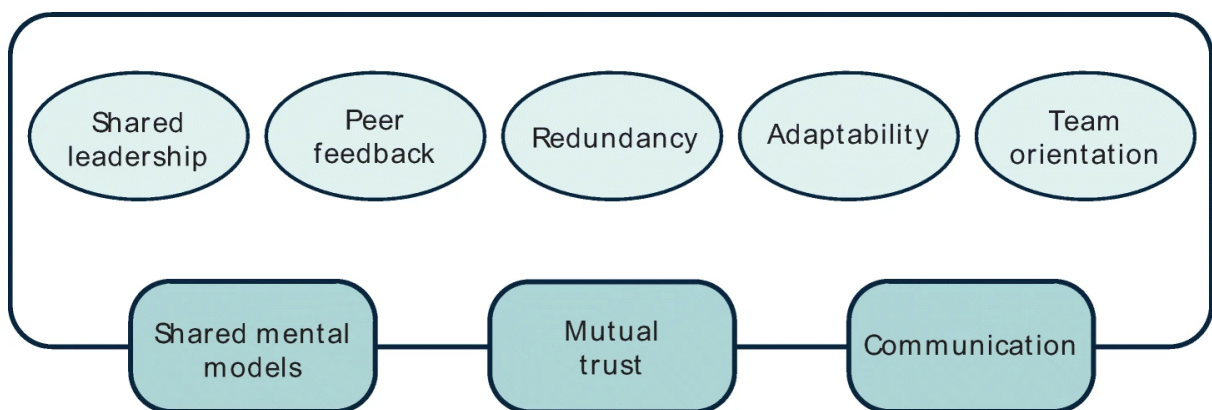 Shared
leadership
Peer
feedback
Redundancy
Adaptability
Team
orientation
Shared mental
models
Mutual
trust
Communication